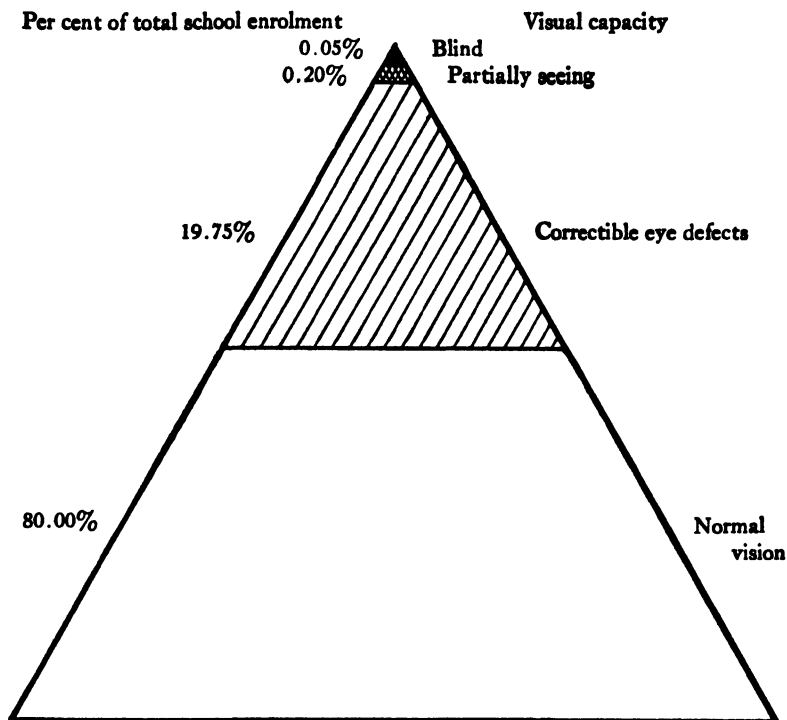 Per cent of total school enrolment Visual capacity
0.05% Blind
0.20% Partially seeing
19.75% Correctible eye defects
80.00% Normal
vision